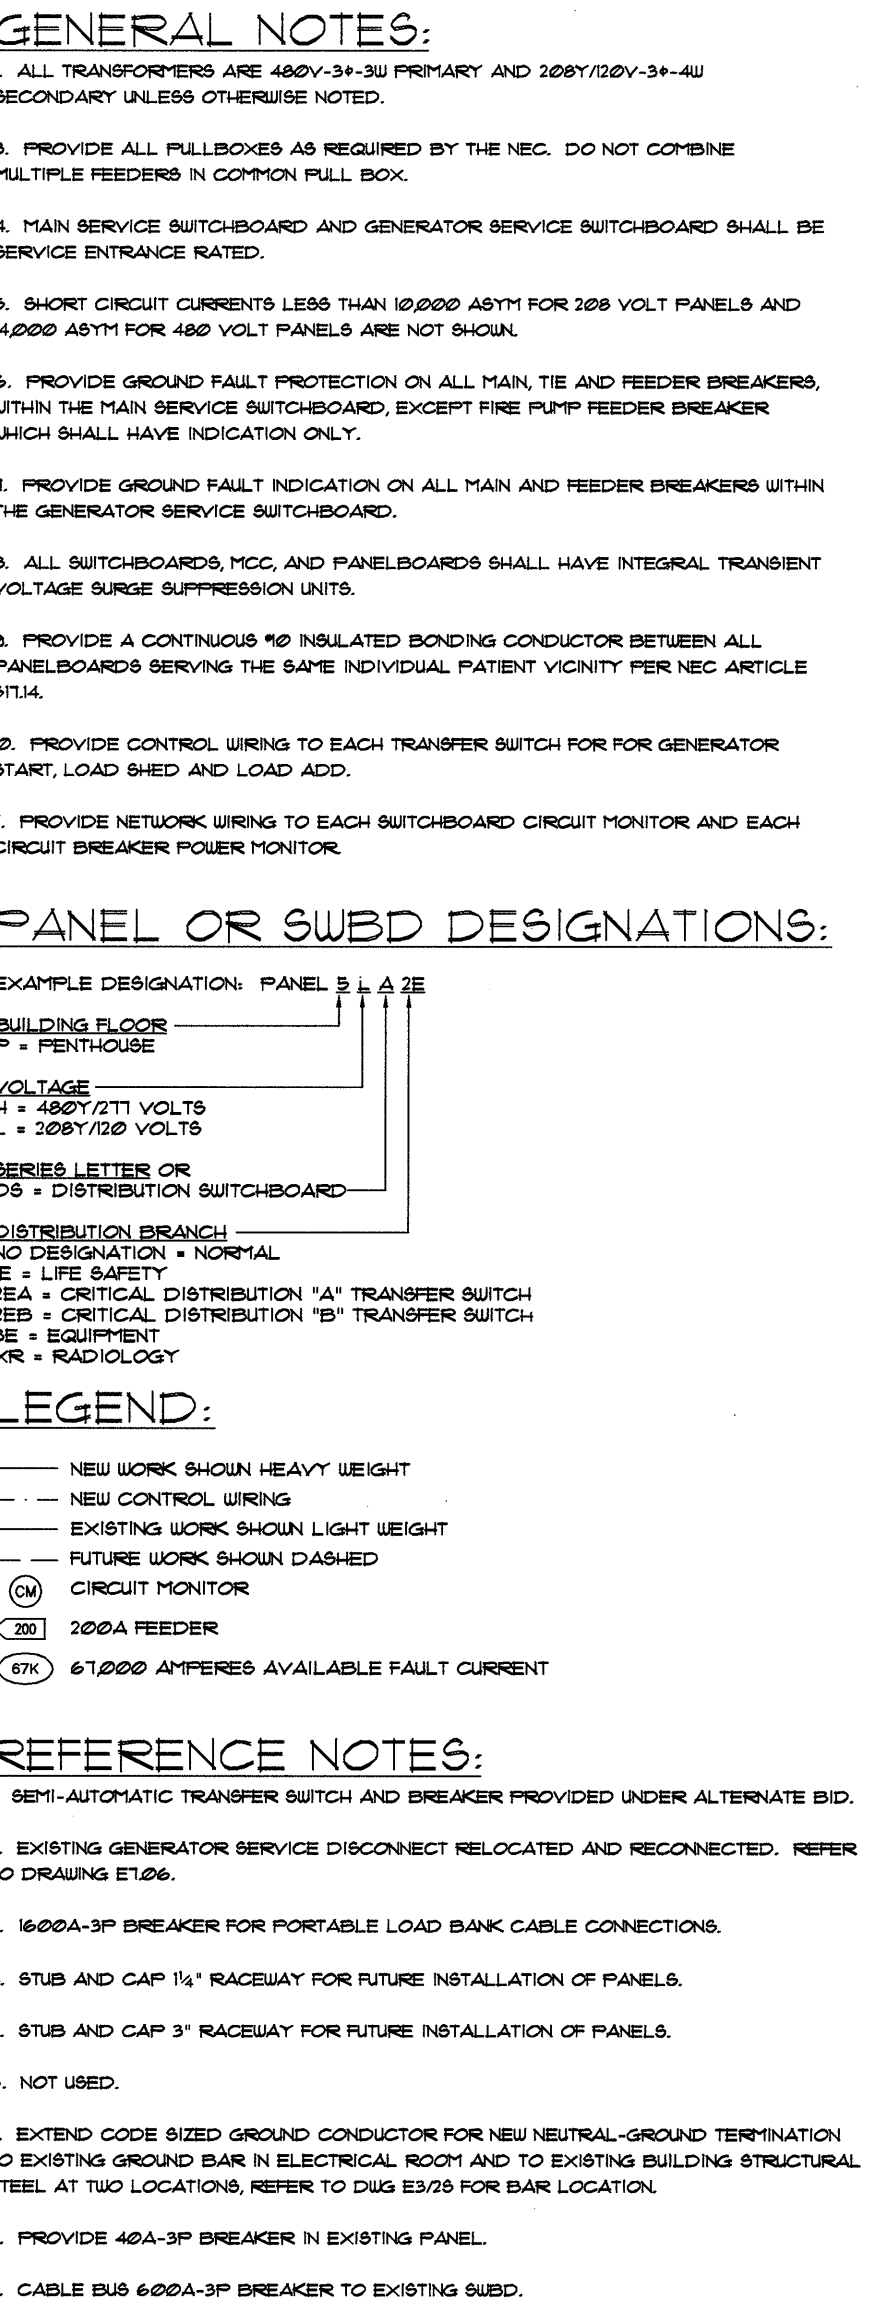 GENERAL NOTES:
. ALL TRANSFORMERS ARE 480V-3ϕ-3W PRIMARY AND 208Y/120V-3ϕ-4W
SECONDARY UNLESS OTHERWISE NOTED.
3. PROVIDE ALL PULLBOXES AS REQUIRED BY THE NEC. DO NOT COMBINE
MULTIPLE FEEDERS IN COMMON PULL BOX.
4. MAIN SERVICE SWITCHBOARD AND GENERATOR SERVICE SWITCHBOARD SHALL BE
SERVICE ENTRANCE RATED.
5. SHORT CIRCUIT CURRENTS LESS THAN 10,000 ASYM FOR 208 VOLT PANELS AND
4,000 ASYM FOR 480 VOLT PANELS ARE NOT SHOWN.
6. PROVIDE GROUND FAULT PROTECTION ON ALL MAIN, TIE AND FEEDER BREAKERS,
WITHIN THE MAIN SERVICE SWITCHBOARD, EXCEPT FIRE PUMP FEEDER BREAKER
WHICH SHALL HAVE INDICATION ONLY.
7. PROVIDE GROUND FAULT INDICATION ON ALL MAIN AND FEEDER BREAKERS WITHIN
THE GENERATOR SERVICE SWITCHBOARD.
8. ALL SWITCHBOARDS, MCC, AND PANELBOARDS SHALL HAVE INTEGRAL TRANSIENT
VOLTAGE SURGE SUPPRESSION UNITS.
9. PROVIDE A CONTINUOUS #10 INSULATED BONDING CONDUCTOR BETWEEN ALL
PANELBOARDS SERVING THE SAME INDIVIDUAL PATIENT VICINITY PER NEC ARTICLE
517.14.
0. PROVIDE CONTROL WIRING TO EACH TRANSFER SWITCH FOR FOR GENERATOR
START, LOAD SHED AND LOAD ADD.
. PROVIDE NETWORK WIRING TO EACH SWITCHBOARD CIRCUIT MONITOR AND EACH
CIRCUIT BREAKER POWER MONITOR.
PANEL OR SWBD DESIGNATIONS:
EXAMPLE DESIGNATION: PANEL 5 L A 2E
BUILDING FLOOR
P = PENTHOUSE
VOLTAGE
H = 480Y/277 VOLTS
L = 208Y/120 VOLTS
SERIES LETTER OR
DS = DISTRIBUTION SWITCHBOARD
DISTRIBUTION BRANCH
NO DESIGNATION = NORMAL
E = LIFE SAFETY
2EA = CRITICAL DISTRIBUTION "A" TRANSFER SWITCH
2EB = CRITICAL DISTRIBUTION "B" TRANSFER SWITCH
3E = EQUIPMENT
XR = RADIOLOGY
LEGEND:
NEW WORK SHOWN HEAVY WEIGHT
NEW CONTROL WIRING
EXISTING WORK SHOWN LIGHT WEIGHT
FUTURE WORK SHOWN DASHED
CM CIRCUIT MONITOR
200 200A FEEDER
67K 67,000 AMPERES AVAILABLE FAULT CURRENT
REFERENCE NOTES:
SEMI-AUTOMATIC TRANSFER SWITCH AND BREAKER PROVIDED UNDER ALTERNATE BID.
. EXISTING GENERATOR SERVICE DISCONNECT RELOCATED AND RECONNECTED. REFER
O DRAWING E7.06.
. 1600A-3P BREAKER FOR PORTABLE LOAD BANK CABLE CONNECTIONS.
. STUB AND CAP 1¼" RACEWAY FOR FUTURE INSTALLATION OF PANELS.
. STUB AND CAP 3" RACEWAY FOR FUTURE INSTALLATION OF PANELS.
. NOT USED.
. EXTEND CODE SIZED GROUND CONDUCTOR FOR NEW NEUTRAL-GROUND TERMINATION
O EXISTING GROUND BAR IN ELECTRICAL ROOM AND TO EXISTING BUILDING STRUCTURAL
TEEL AT TWO LOCATIONS, REFER TO DWG E3/2S FOR BAR LOCATION.
. PROVIDE 40A-3P BREAKER IN EXISTING PANEL.
. CABLE BUS 600A-3P BREAKER TO EXISTING SWBD.